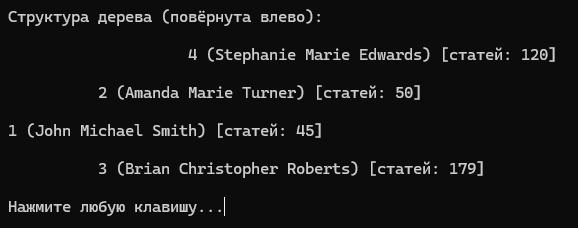 Структура дерева (повёрнута влево):
4 (Stephanie Marie Edwards) [статей: 120]
2 (Amanda Marie Turner) [статей: 50]
1 (John Michael Smith) [статей: 45]
3 (Brian Christopher Roberts) [статей: 179]
Нажмите любую клавишу...